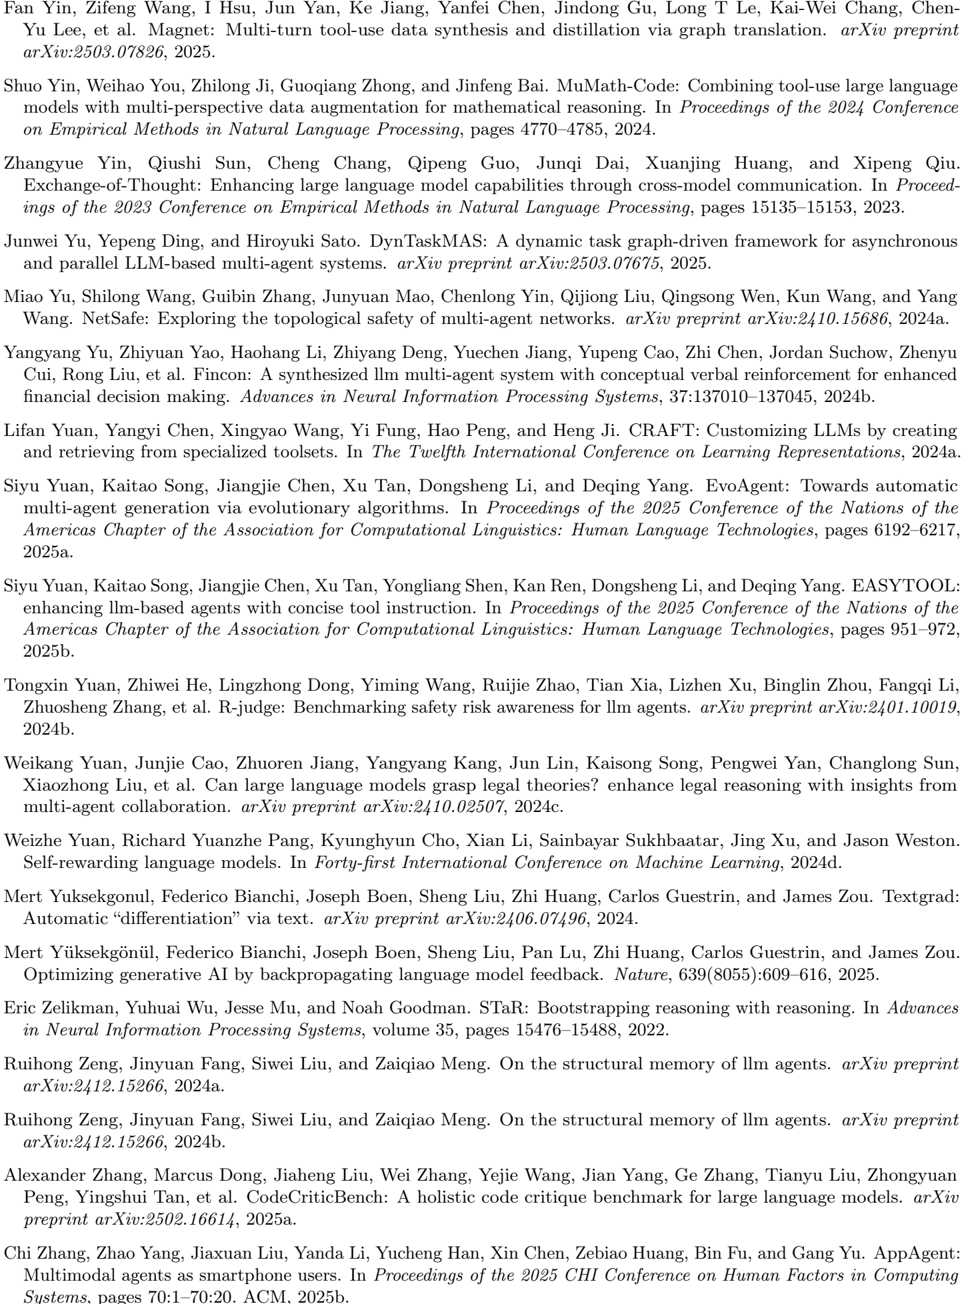 Fan Yin, Zifeng Wang, I Hsu, Jun Yan, Ke Jiang, Yanfei Chen, Jindong Gu, Long T Le, Kai-Wei Chang, Chen-
Yu Lee, et al. Magnet: Multi-turn tool-use data synthesis and distillation via graph translation. arXiv preprint
arXiv:2503.07826, 2025.
Shuo Yin, Weihao You, Zhilong Ji, Guoqiang Zhong, and Jinfeng Bai. MuMath-Code: Combining tool-use large language
models with multi-perspective data augmentation for mathematical reasoning. In Proceedings of the 2024 Conference
on Empirical Methods in Natural Language Processing, pages 4770–4785, 2024.
Zhangyue Yin, Qiushi Sun, Cheng Chang, Qipeng Guo, Junqi Dai, Xuanjing Huang, and Xipeng Qiu.
Exchange-of-Thought: Enhancing large language model capabilities through cross-model communication. In Proceed-
ings of the 2023 Conference on Empirical Methods in Natural Language Processing, pages 15135–15153, 2023.
Junwei Yu, Yepeng Ding, and Hiroyuki Sato. DynTaskMAS: A dynamic task graph-driven framework for asynchronous
and parallel LLM-based multi-agent systems. arXiv preprint arXiv:2503.07675, 2025.
Miao Yu, Shilong Wang, Guibin Zhang, Junyuan Mao, Chenlong Yin, Qijiong Liu, Qingsong Wen, Kun Wang, and Yang
Wang. NetSafe: Exploring the topological safety of multi-agent networks. arXiv preprint arXiv:2410.15686, 2024a.
Yangyang Yu, Zhiyuan Yao, Haohang Li, Zhiyang Deng, Yuechen Jiang, Yupeng Cao, Zhi Chen, Jordan Suchow, Zhenyu
Cui, Rong Liu, et al. Fincon: A synthesized llm multi-agent system with conceptual verbal reinforcement for enhanced
financial decision making. Advances in Neural Information Processing Systems, 37:137010–137045, 2024b.
Lifan Yuan, Yangyi Chen, Xingyao Wang, Yi Fung, Hao Peng, and Heng Ji. CRAFT: Customizing LLMs by creating
and retrieving from specialized toolsets. In The Twelfth International Conference on Learning Representations, 2024a.
Siyu Yuan, Kaitao Song, Jiangjie Chen, Xu Tan, Dongsheng Li, and Deqing Yang. EvoAgent: Towards automatic
multi-agent generation via evolutionary algorithms. In Proceedings of the 2025 Conference of the Nations of the
Americas Chapter of the Association for Computational Linguistics: Human Language Technologies, pages 6192–6217,
2025a.
Siyu Yuan, Kaitao Song, Jiangjie Chen, Xu Tan, Yongliang Shen, Kan Ren, Dongsheng Li, and Deqing Yang. EASYTOOL:
enhancing llm-based agents with concise tool instruction. In Proceedings of the 2025 Conference of the Nations of the
Americas Chapter of the Association for Computational Linguistics: Human Language Technologies, pages 951–972,
2025b.
Tongxin Yuan, Zhiwei He, Lingzhong Dong, Yiming Wang, Ruijie Zhao, Tian Xia, Lizhen Xu, Binglin Zhou, Fangqi Li,
Zhuosheng Zhang, et al. R-judge: Benchmarking safety risk awareness for llm agents. arXiv preprint arXiv:2401.10019,
2024b.
Weikang Yuan, Junjie Cao, Zhuoren Jiang, Yangyang Kang, Jun Lin, Kaisong Song, Pengwei Yan, Changlong Sun,
Xiaozhong Liu, et al. Can large language models grasp legal theories? enhance legal reasoning with insights from
multi-agent collaboration. arXiv preprint arXiv:2410.02507, 2024c.
Weizhe Yuan, Richard Yuanzhe Pang, Kyunghyun Cho, Xian Li, Sainbayar Sukhbaatar, Jing Xu, and Jason Weston.
Self-rewarding language models. In Forty-first International Conference on Machine Learning, 2024d.
Mert Yuksekgonul, Federico Bianchi, Joseph Boen, Sheng Liu, Zhi Huang, Carlos Guestrin, and James Zou. Textgrad:
Automatic “differentiation” via text. arXiv preprint arXiv:2406.07496, 2024.
Mert Yüksekgönül, Federico Bianchi, Joseph Boen, Sheng Liu, Pan Lu, Zhi Huang, Carlos Guestrin, and James Zou.
Optimizing generative AI by backpropagating language model feedback. Nature, 639(8055):609–616, 2025.
Eric Zelikman, Yuhuai Wu, Jesse Mu, and Noah Goodman. STaR: Bootstrapping reasoning with reasoning. In Advances
in Neural Information Processing Systems, volume 35, pages 15476–15488, 2022.
Ruihong Zeng, Jinyuan Fang, Siwei Liu, and Zaiqiao Meng. On the structural memory of llm agents. arXiv preprint
arXiv:2412.15266, 2024a.
Ruihong Zeng, Jinyuan Fang, Siwei Liu, and Zaiqiao Meng. On the structural memory of llm agents. arXiv preprint
arXiv:2412.15266, 2024b.
Alexander Zhang, Marcus Dong, Jiaheng Liu, Wei Zhang, Yejie Wang, Jian Yang, Ge Zhang, Tianyu Liu, Zhongyuan
Peng, Yingshui Tan, et al. CodeCriticBench: A holistic code critique benchmark for large language models. arXiv
preprint arXiv:2502.16614, 2025a.
Chi Zhang, Zhao Yang, Jiaxuan Liu, Yanda Li, Yucheng Han, Xin Chen, Zebiao Huang, Bin Fu, and Gang Yu. AppAgent:
Multimodal agents as smartphone users. In Proceedings of the 2025 CHI Conference on Human Factors in Computing
Systems, pages 70:1–70:20. ACM, 2025b.